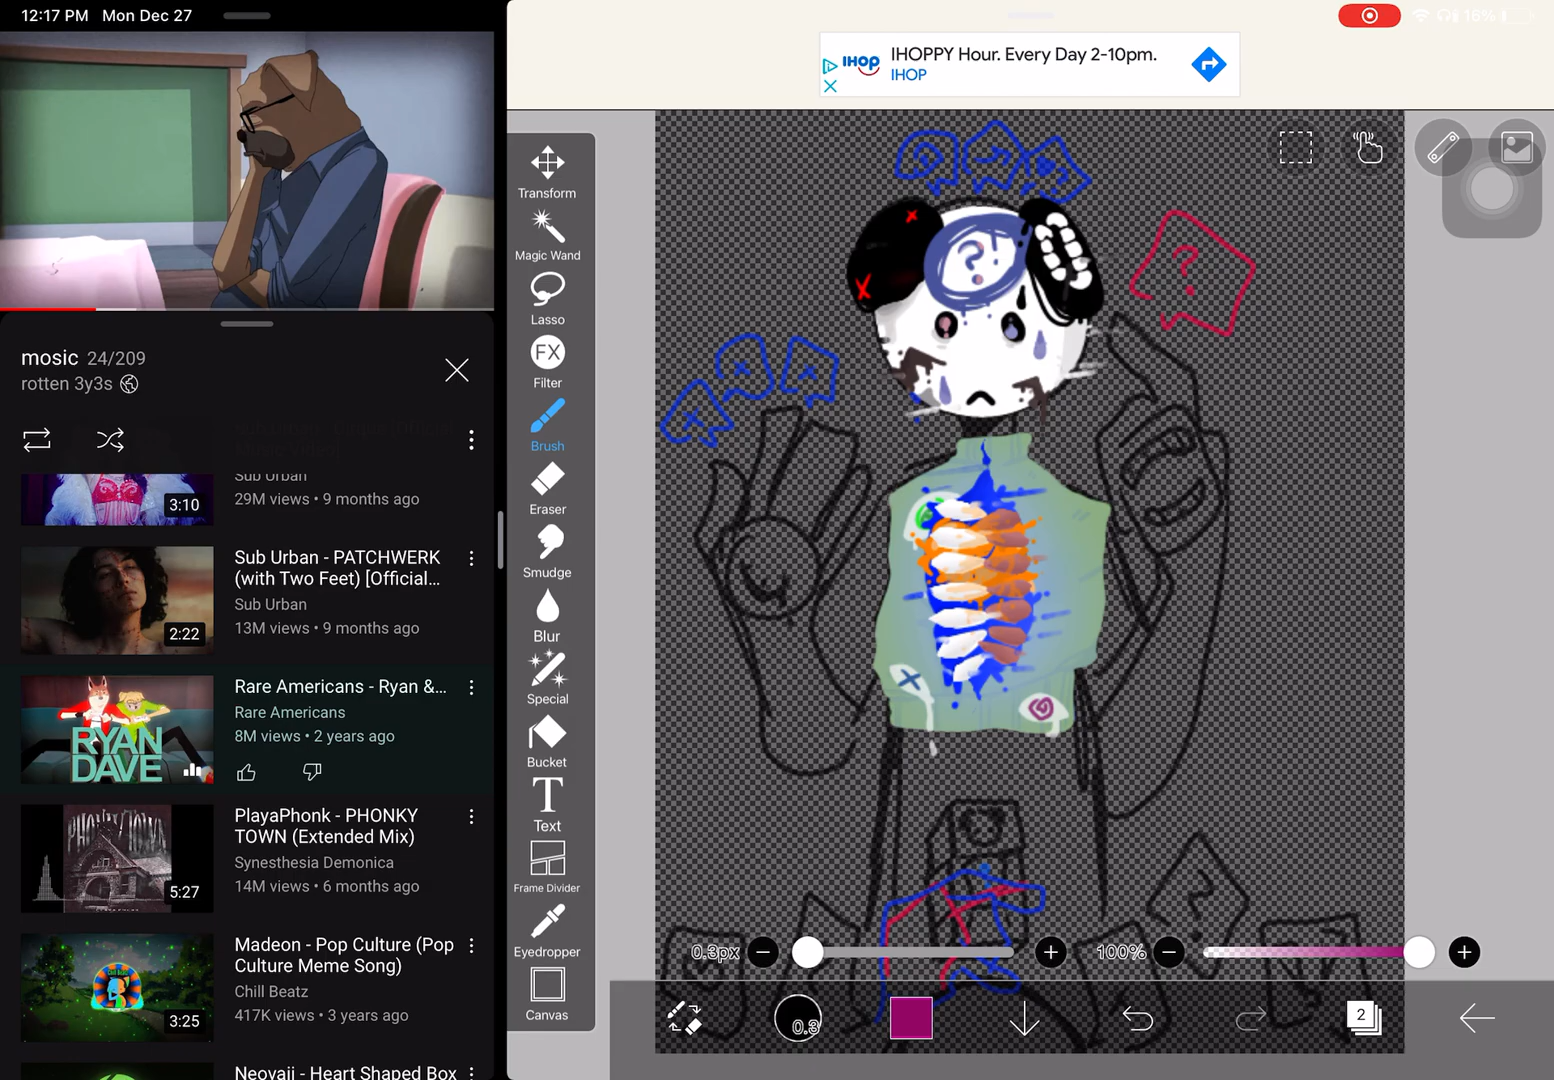 12:17 PM Mon Dec 27
16%
IHOP
IHOPPY Hour. Every Day 2-10pm.
IHOP
mosic 24/209
rotten 3y3s
Sub Urban
29M views • 9 months ago
3:10
Sub Urban - PATCHWERK
(with Two Feet) [Official...
Sub Urban
13M views • 9 months ago
2:22
Rare Americans - Ryan &...
Rare Americans
8M views • 2 years ago
RYAN
DAVE
PlayaPhonk - PHONKY
TOWN (Extended Mix)
Synesthesia Demonica
14M views • 6 months ago
PHONKY TOWN
5:27
Madeon - Pop Culture (Pop
Culture Meme Song)
Chill Beatz
417K views • 3 years ago
3:25
Neovaii - Heart Shaped Box
Transform
Magic Wand
Lasso
FX
Filter
Brush
Eraser
Smudge
Blur
Special
Bucket
T
Text
Frame Divider
Eyedropper
Canvas
?
?
?
0.3px
100%
0.3
2